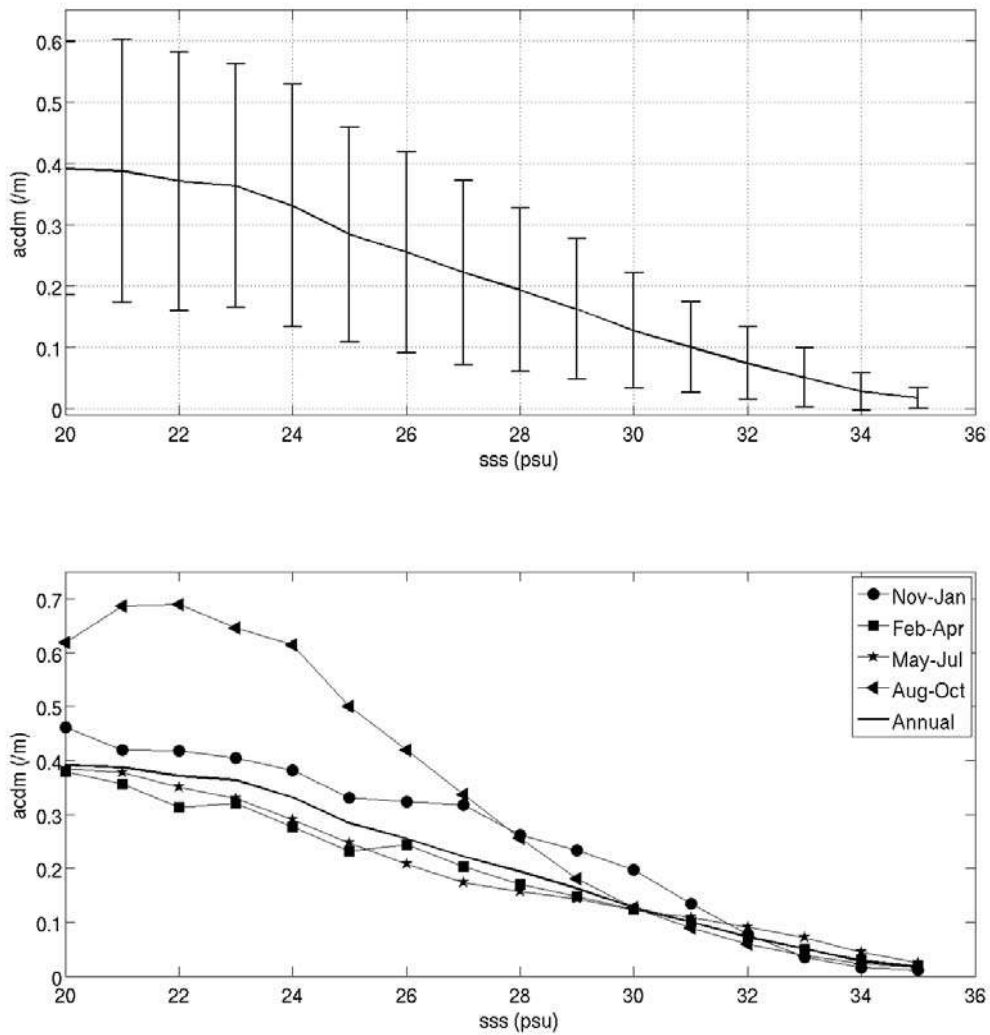 0.6
0.5
0.4
0.3
0.2
0.1
0
acdm (/m)
20 22 24 26 28 30 32 34 36
sss (psu)
0.7
0.6
0.5
0.4
0.3
0.2
0.1
0
acdm (/m)
Nov-Jan
Feb-Apr
May-Jul
Aug-Oct
Annual
20 22 24 26 28 30 32 34 36
sss (psu)